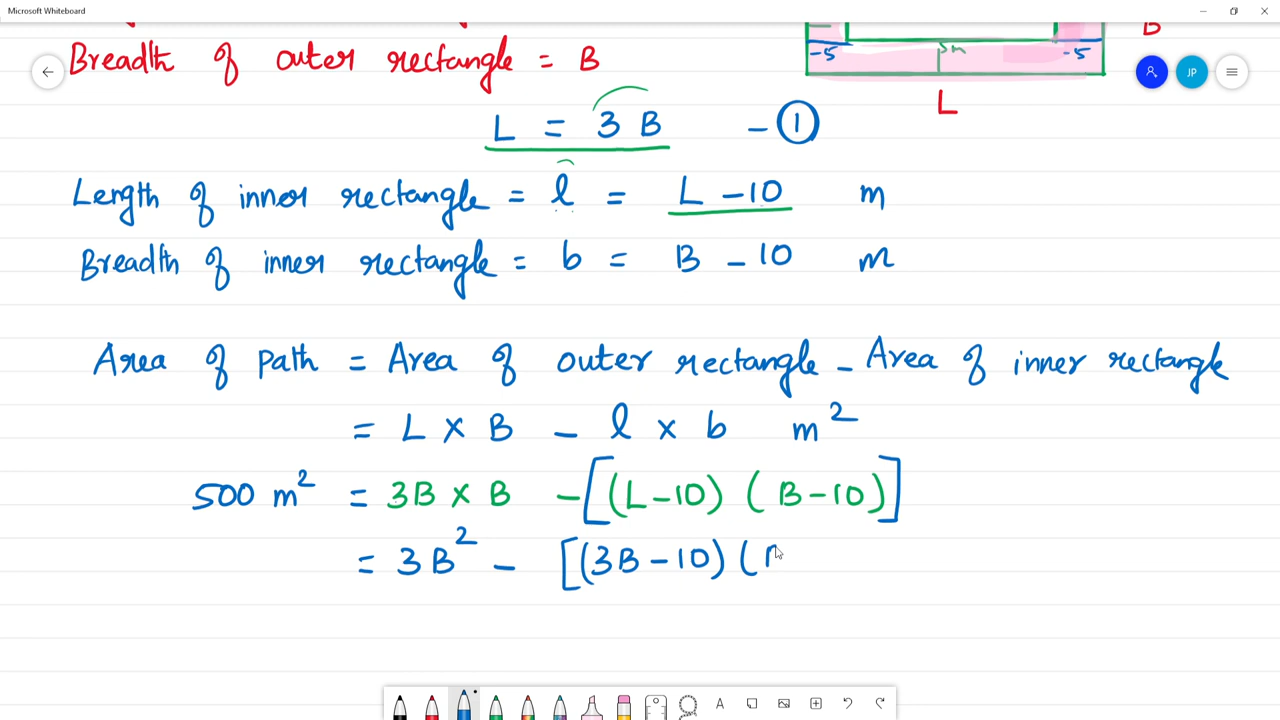 Microsoft Whiteboard
Breadth of outer rectangle = B
-5 5m -5
B
L
JP
L = 3 B - 1
Length of inner rectangle = l = L - 10 m
Breadth of inner rectangle = b = B - 10 m
Area of path = Area of outer rectangle - Area of inner rectangle
= L × B - l × b m²
500 m² = 3B × B - [(L-10) (B-10)]
= 3B² - [(3B-10) (
A